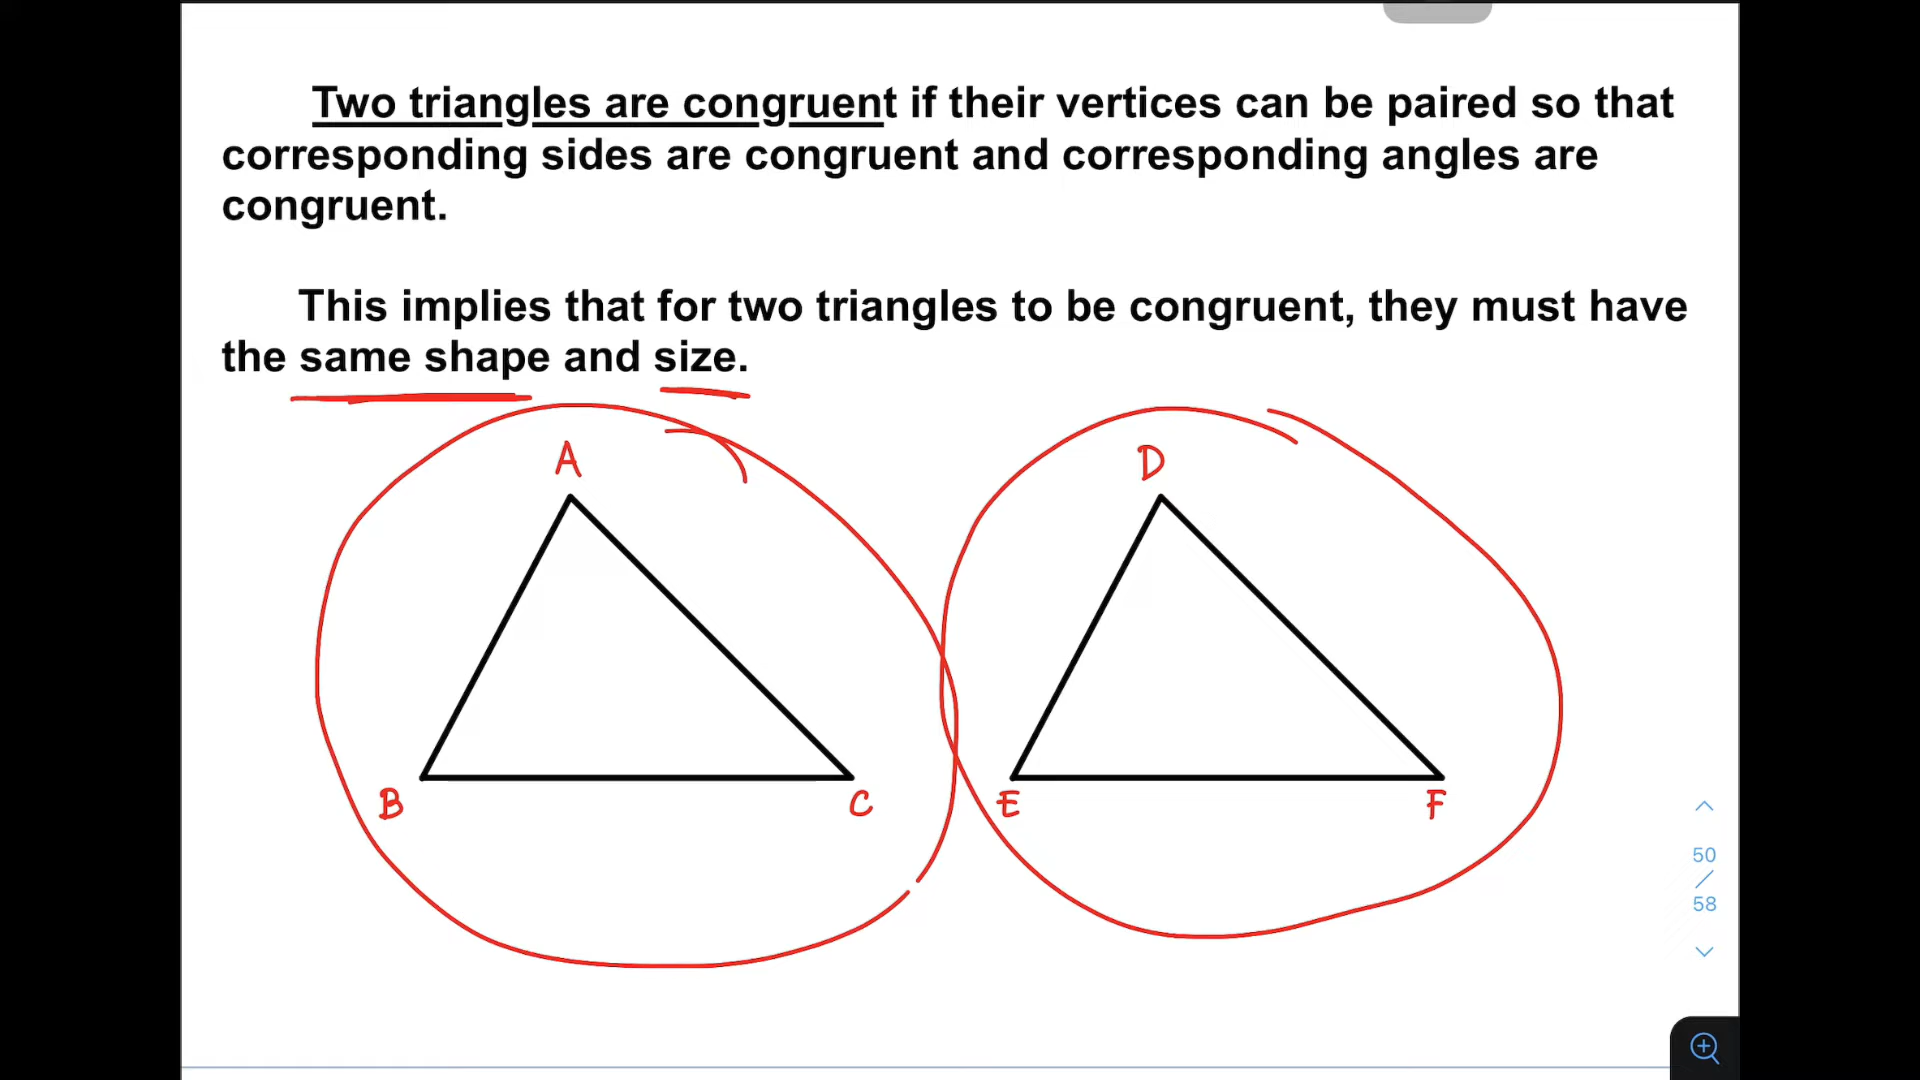 Two triangles are congruent if their vertices can be paired so that
corresponding sides are congruent and corresponding angles are
congruent.
This implies that for two triangles to be congruent, they must have
the same shape and size.
A
D
B
C
E
F
50
/
58